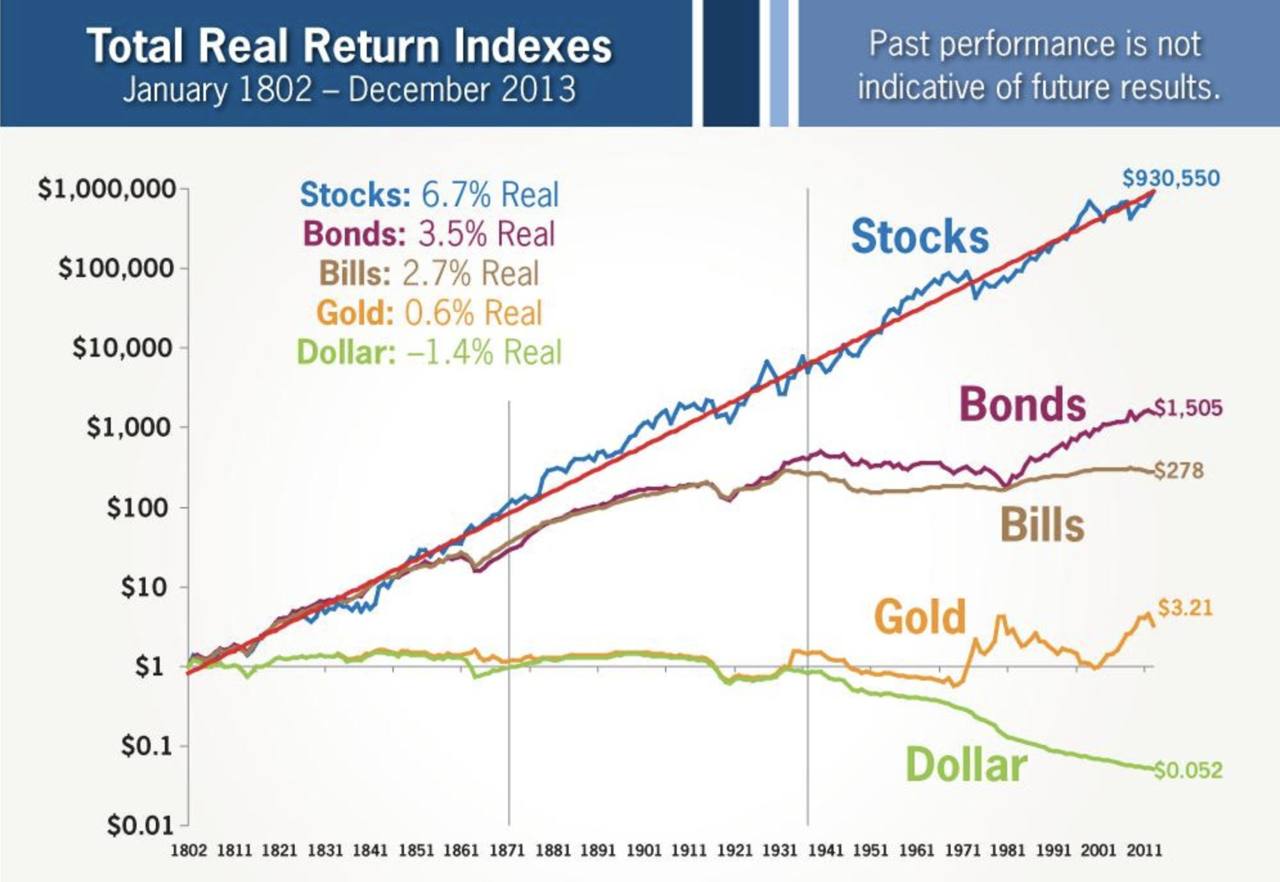 Total Real Return Indexes
January 1802 – December 2013
Past performance is not
indicative of future results.
$1,000,000
$100,000
$10,000
$1,000
$100
$10
$1
$0.1
$0.01
Stocks: 6.7% Real
Bonds: 3.5% Real
Bills: 2.7% Real
Gold: 0.6% Real
Dollar: –1.4% Real
$930,550
Stocks
Bonds
$1,505
$278
Bills
Gold
$3.21
Dollar
$0.052
1802 1811 1821 1831 1841 1851 1861 1871 1881 1891 1901 1911 1921 1931 1941 1951 1961 1971 1981 1991 2001 2011